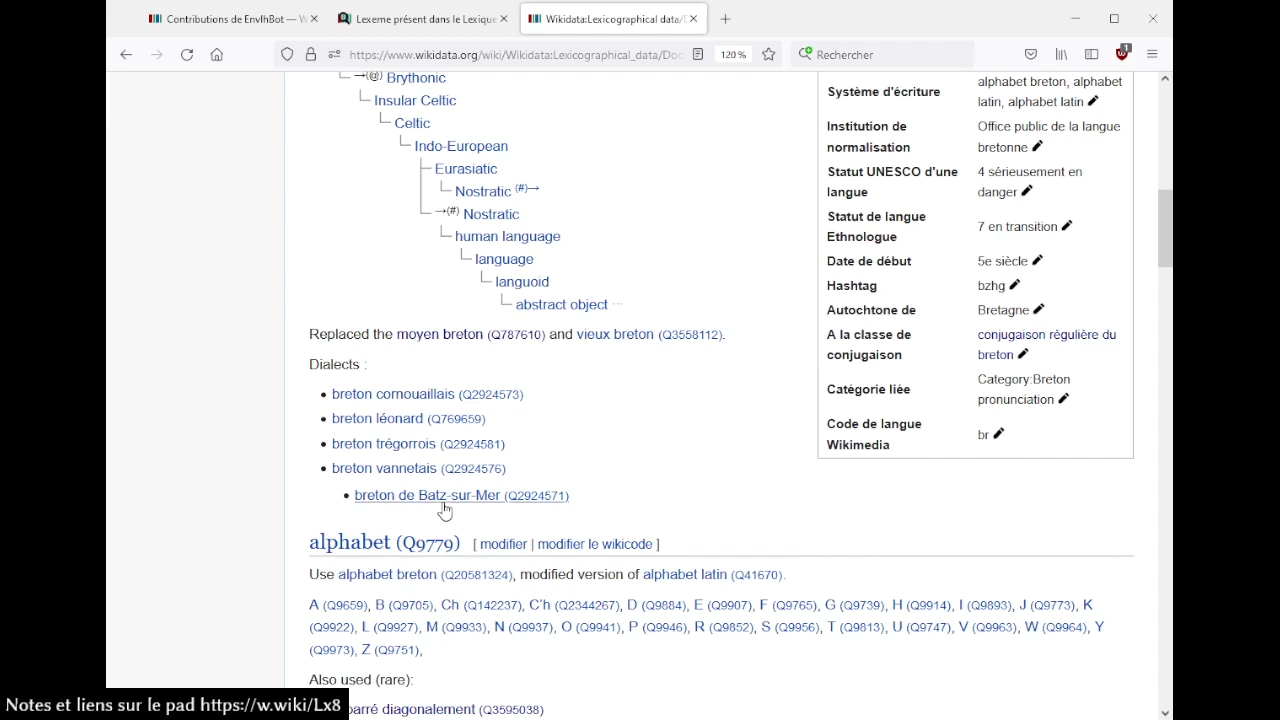 Contributions de EnvlhBot — W
Lexeme présent dans le Lexique
Wikidata:Lexicographical data/D
https://www.wikidata.org/wiki/Wikidata:Lexicographical_data/Doc
120 %
Rechercher
1
→(@) Brythonic
Insular Celtic
Celtic
Indo-European
Eurasiatic
Nostratic (#)→
→(#) Nostratic
human language
language
languoid
abstract object ···
Replaced the moyen breton (Q787610) and vieux breton (Q3558112).
Dialects :
• breton cornouaillais (Q2924573)
• breton léonard (Q769659)
• breton trégorrois (Q2924581)
• breton vannetais (Q2924576)
• breton de Batz-sur-Mer (Q2924571)
alphabet (Q9779) [ modifier | modifier le wikicode ]
Use alphabet breton (Q20581324), modified version of alphabet latin (Q41670).
A (Q9659), B (Q9705), Ch (Q142237), C'h (Q2344267), D (Q9884), E (Q9907), F (Q9765), G (Q9739), H (Q9914), I (Q9893), J (Q9773), K
(Q9922), L (Q9927), M (Q9933), N (Q9937), O (Q9941), P (Q9946), R (Q9852), S (Q9956), T (Q9813), U (Q9747), V (Q9963), W (Q9964), Y
(Q9973), Z (Q9751),
Also used (rare):
barré diagonalement (Q3595038)
Système d'écriture
alphabet breton, alphabet
latin, alphabet latin
Institution de
normalisation
Office public de la langue
bretonne
Statut UNESCO d'une
langue
4 sérieusement en
danger
Statut de langue
Ethnologue
7 en transition
Date de début
5e siècle
Hashtag
bzhg
Autochtone de
Bretagne
A la classe de
conjugaison
conjugaison régulière du
breton
Catégorie liée
Category:Breton
pronunciation
Code de langue
Wikimedia
br
Notes et liens sur le pad https://w.wiki/Lx8